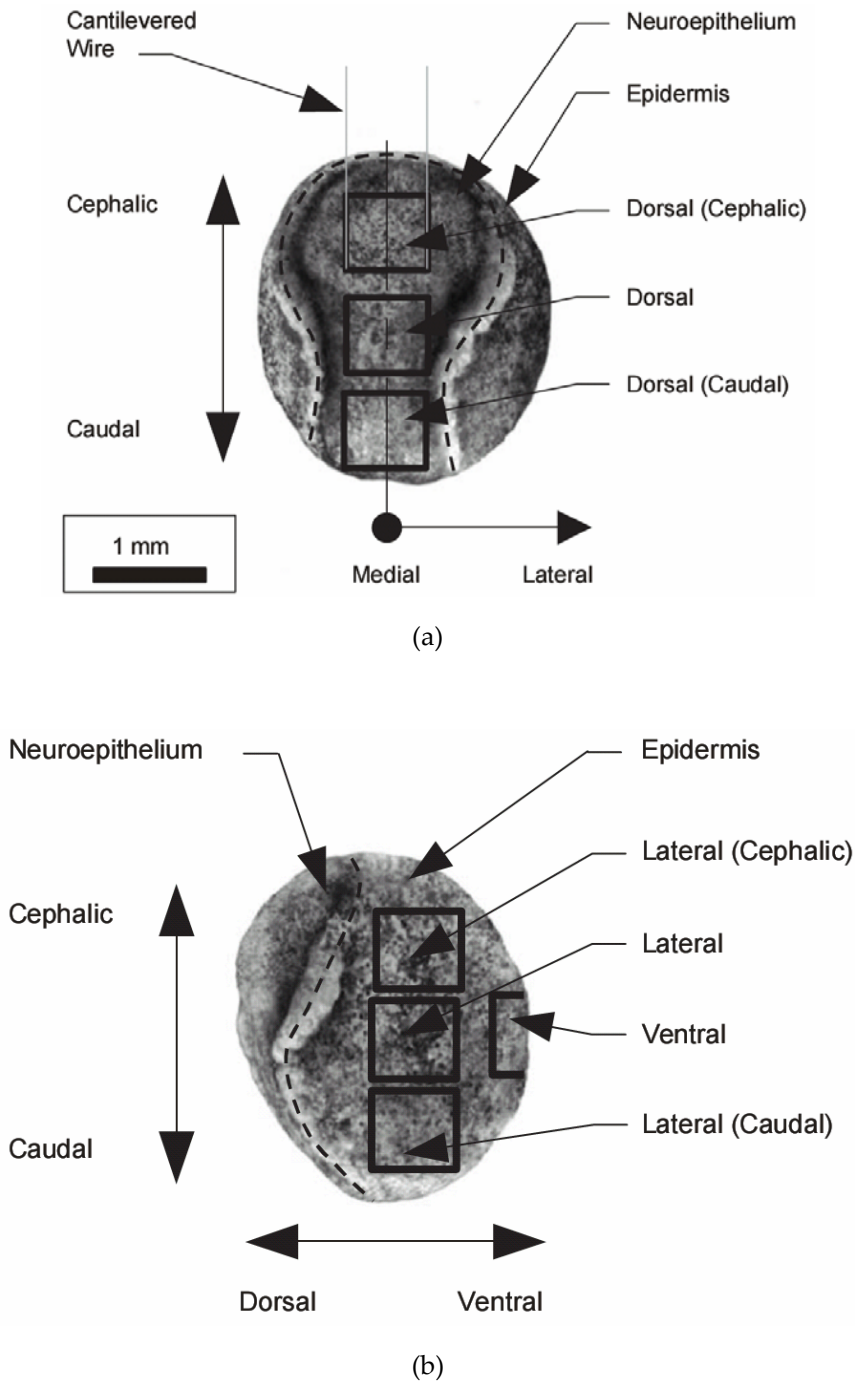 Cantilevered
Wire
Neuroepithelium
Epidermis
Cephalic
Dorsal (Cephalic)
Dorsal
Dorsal (Caudal)
Caudal
1 mm
Medial
Lateral
(a)
Neuroepithelium
Epidermis
Lateral (Cephalic)
Cephalic
Lateral
Ventral
Lateral (Caudal)
Caudal
Dorsal
Ventral
(b)